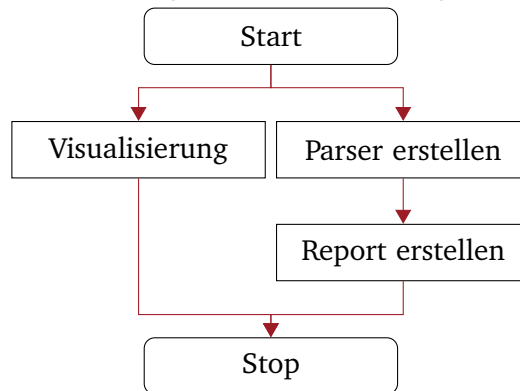 Start
Visualisierung
Parser erstellen
Report erstellen
Stop